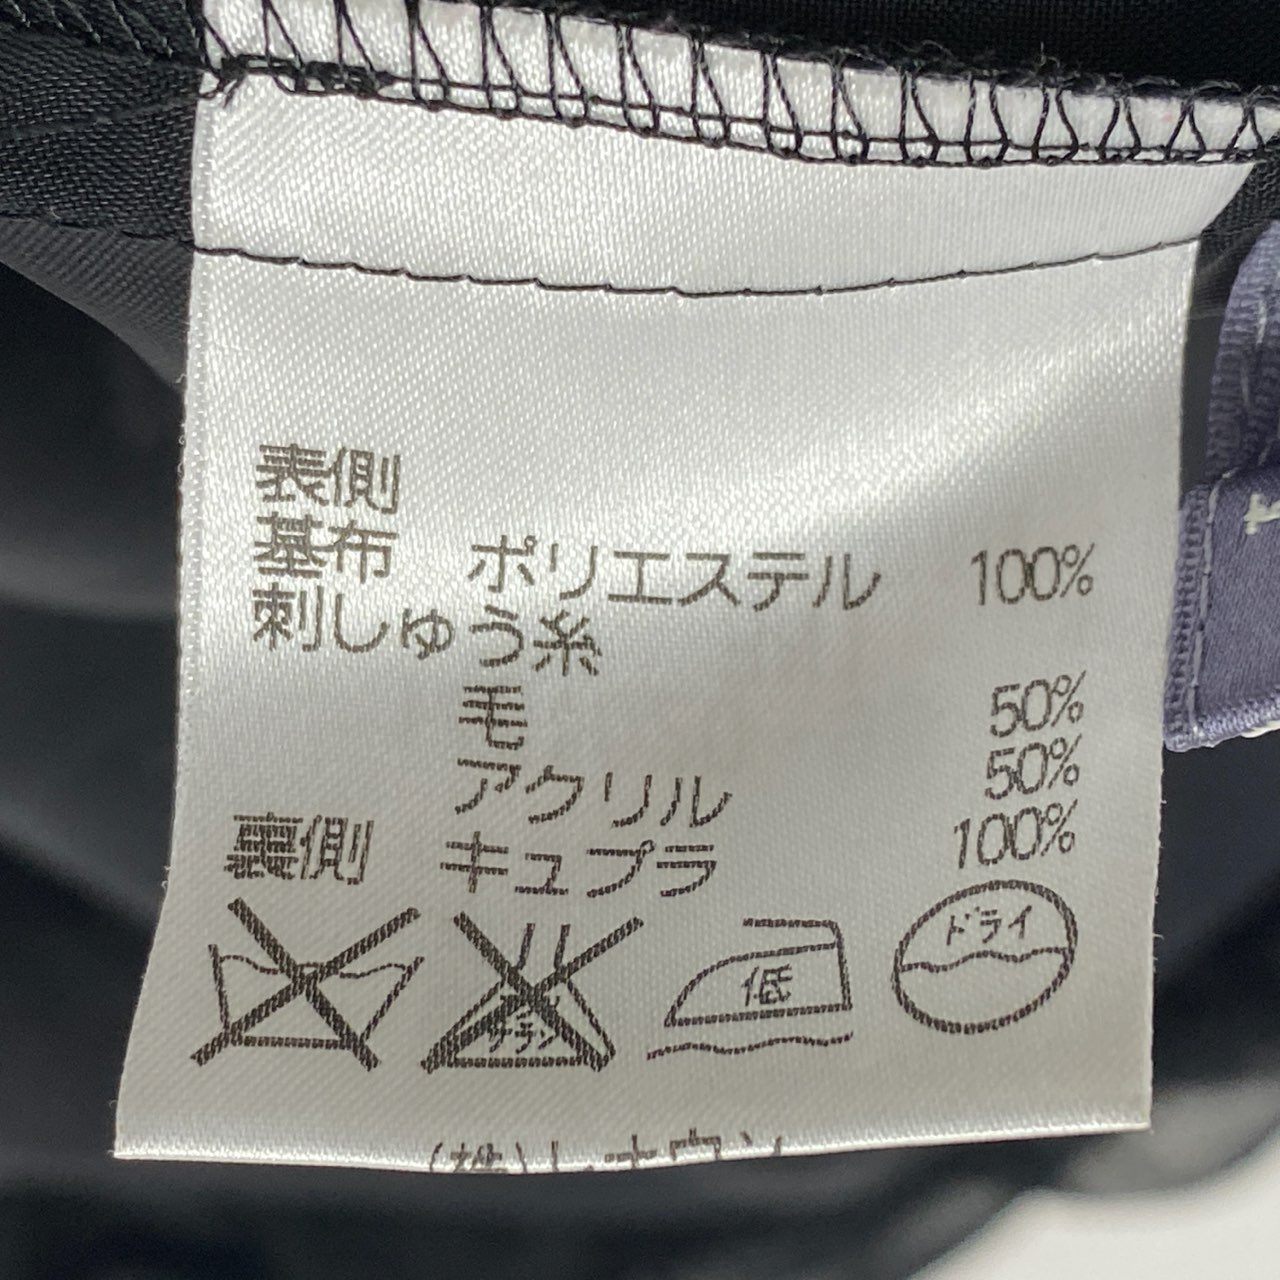 表側
基布 ポリエステル 100%
刺しゅう糸
毛 50%
アクリル 50%
裏側 キュプラ 100%
低
ドライ